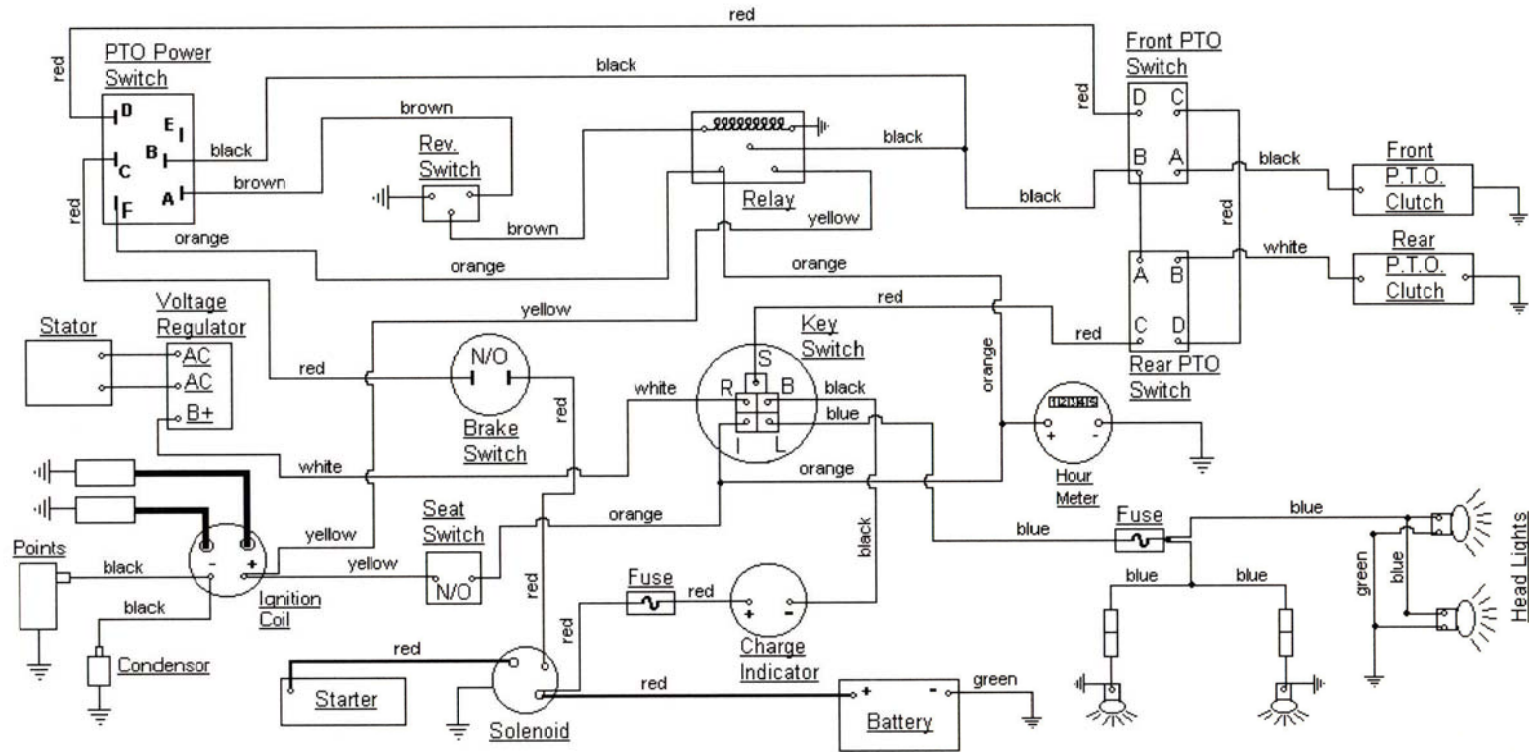 red
PTO Power
Switch
red
D
E
B
C
A
F
black
brown
black
brown
Rev.
Switch
brown
Relay
black
yellow
Front PTO
Switch
red
D C
B A
black
black
Front
P.T.O.
Clutch
red
orange
orange
orange
red
A B
C D
white
Rear
P.T.O.
Clutch
Rear PTO
Switch
Stator
Voltage
Regulator
AC
AC
B+
yellow
red
N/O
Brake
Switch
red
white
white
Key
Switch
S
R B
I L
red
red
black
blue
orange
orange
12345
+ -
Hour
Meter
Points
black
black
Condensor
- +
Ignition
Coil
yellow
yellow
Seat
Switch
N/O
orange
red
Fuse
red
red
+ -
Charge
Indicator
black
blue
Fuse
blue
blue
blue
green
blue
Head Lights
red
Starter
Solenoid
red
+ -
Battery
green